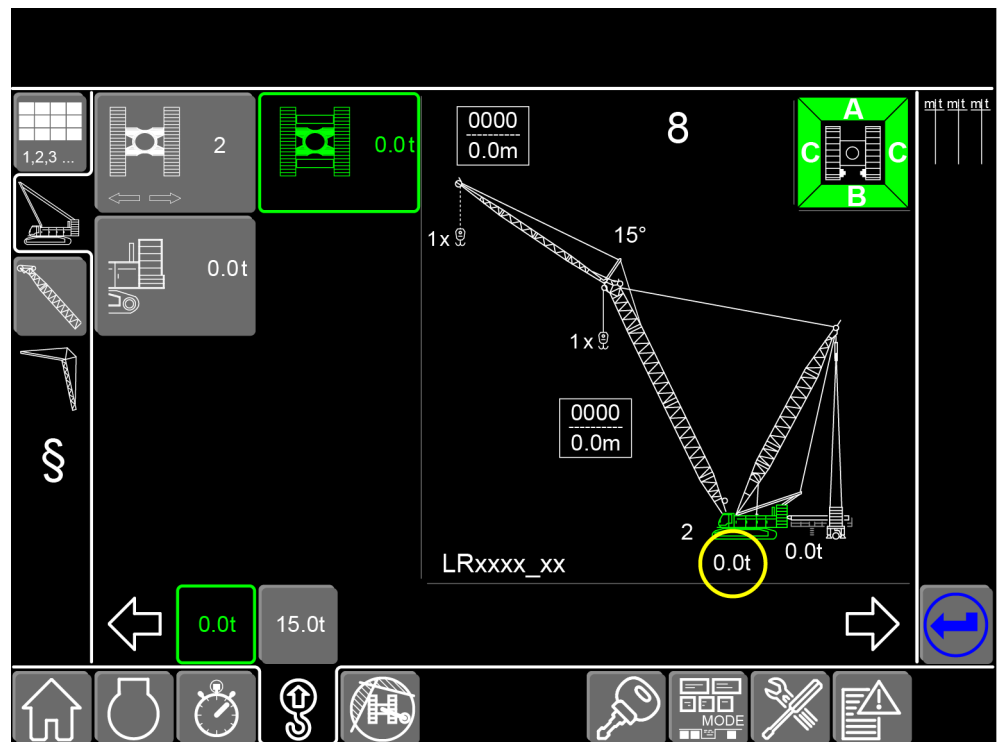 1,2,3 ...
2
0.0t
0.0t
0000
0.0m
8
A
C
C
B
m|t m|t m|t
1x
15°
1x
0000
0.0m
§
2
0.0t
0.0t
LRxxxx_xx
0.0t
15.0t
MODE